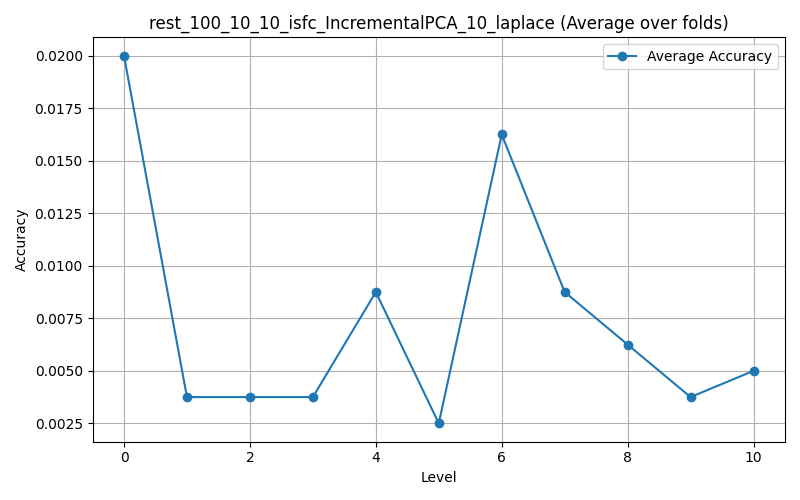 rest_100_10_10_isfc_IncrementalPCA_10_laplace (Average over folds)
Average Accuracy
0.0200
0.0175
0.0150
0.0125
0.0100
0.0075
0.0050
0.0025
Accuracy
0 2 4 6 8 10
Level